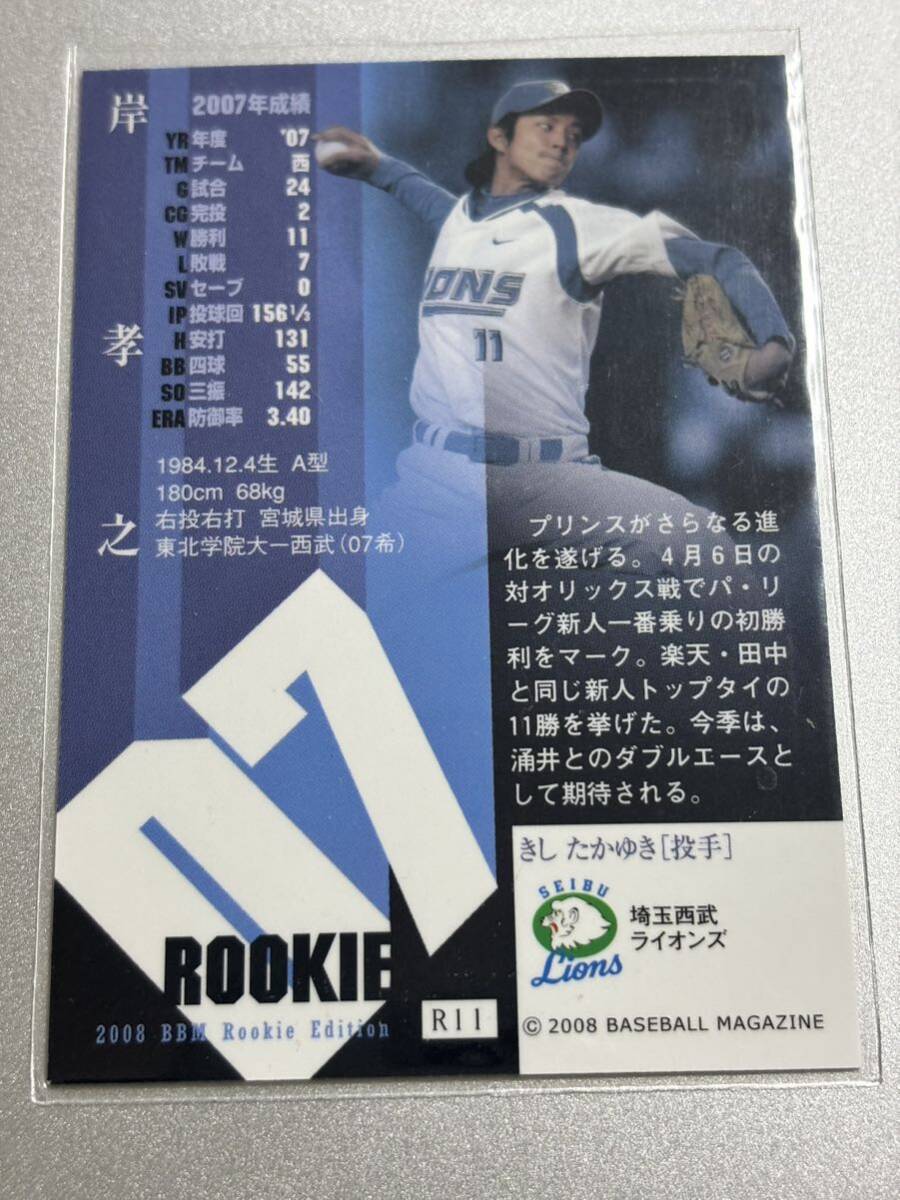 岸孝之
2007年成績
YR 年度 '07
TM チーム 西
G 試合 24
CG 完投 2
W 勝利 11
L 敗戦 7
SV セーブ 0
IP 投球回 156 1/3
H 安打 131
BB 四球 55
SO 三振 142
ERA 防御率 3.40
1984.12.4生 A型
180cm 68kg
右投右打 宮城県出身
東北学院大ー西武(07希)
IONS
11
プリンスがさらなる進
化を遂げる。4月6日の
対オリックス戦でパ・リ
ーグ新人一番乗りの初勝
利をマーク。楽天・田中
と同じ新人トップタイの
11勝を挙げた。今季は、
涌井とのダブルエースと
して期待される。
07
ROOKIE
2008 BBM Rookie Edition
R11
きし たかゆき[投手]
SEIBU
Lions
埼玉西武
ライオンズ
© 2008 BASEBALL MAGAZINE